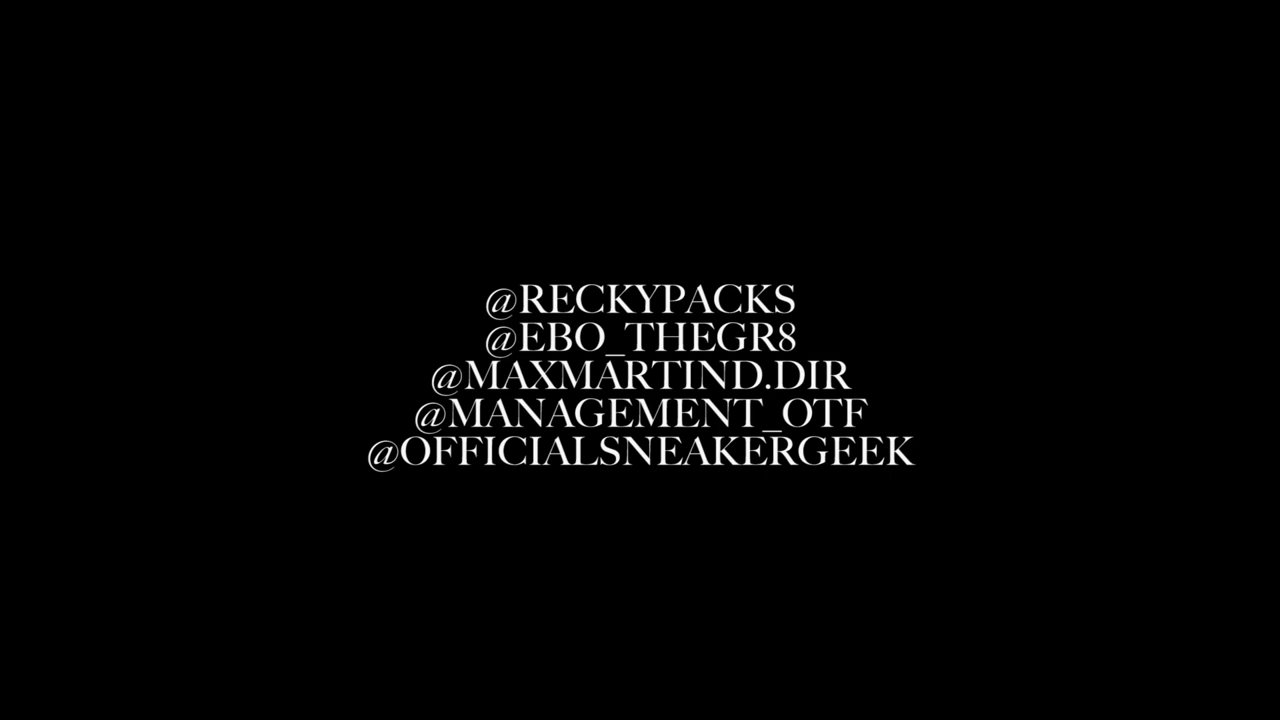 @RECKYPACKS
@EBO_THEGR8
@MAXMARTIND.DIR
@MANAGEMENT_OTF
@OFFICIALSNEAKERGEEK